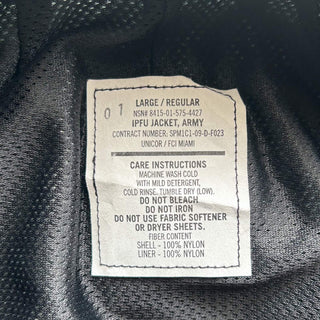 0 1
LARGE / REGULAR
NSN# 8415-01-575-4427
IPFU JACKET, ARMY
CONTRACT NUMBER: SPM1C1-09-D-F023
UNICOR / FCI MIAMI
CARE INSTRUCTIONS
MACHINE WASH COLD
WITH MILD DETERGENT,
COLD RINSE. TUMBLE DRY (LOW).
DO NOT BLEACH
DO NOT IRON
DO NOT USE FABRIC SOFTENER
OR DRYER SHEETS.
FIBER CONTENT
SHELL - 100% NYLON
LINER - 100% NYLON